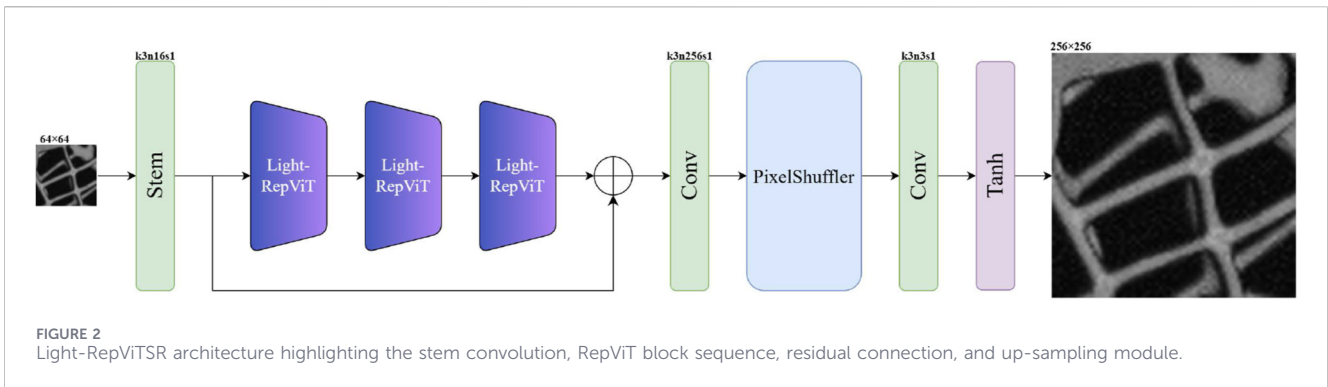 k3n16s1
k3n256s1
k3n3s1
256×256
64×64
Stem
Light-
RepViT
Light-
RepViT
Light-
RepViT
Conv
PixelShuffler
Conv
Tanh
FIGURE 2
Light-RepViTSR architecture highlighting the stem convolution, RepViT block sequence, residual connection, and up-sampling module.